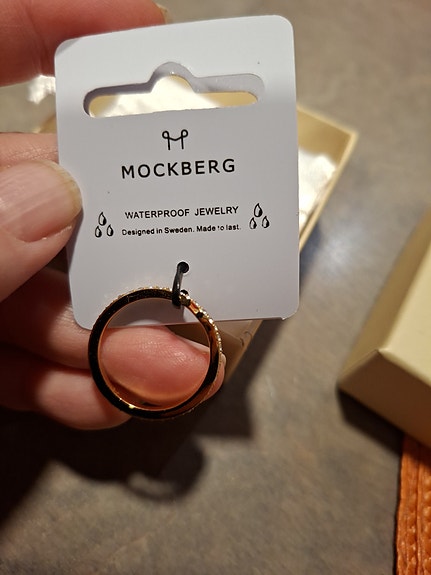 MOCKBERG
WATERPROOF JEWELRY
Designed in Sweden. Made to last.